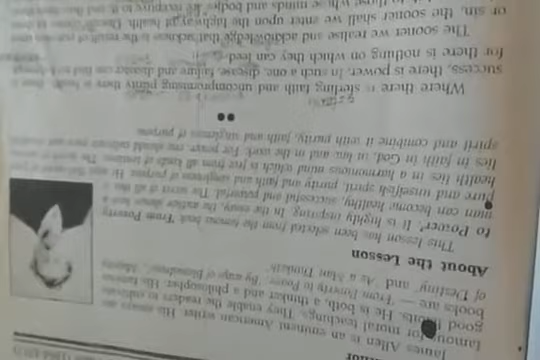 James Allen is an eminent American writer. His essays are
famous for moral teachings. They enable the readers to cultivate
good He is both, a thinker and a philosopher. His famous
books are — 'From Poverty to Power', 'By ways of Blessedness',
of Destiny' and 'As a Man Thinketh'.
About the Lesson
This lesson has been selected from the famous book 'From Poverty
to Power'. It is highly inspiring. In the essay, the author shows how a
man can become healthy, successful and powerful. The secret of all this
pure and unselfish spirit, purity and faith and singleness of purpose.
health lies in a harmonious mind which is free from all kinds of
lies in faith in God, in law and in the work. For power, one should cultivate
spirit and combine it with purity, faith and singleness of purpose.
Where there is sterling faith and uncompromising purity there is health, there is
success, there is power. In such a one, disease, failure and disaster can find no
for there is nothing on which they can feed.
The sooner we realise and acknowledge that sickness is the result of our own
or sin, the sooner shall we enter upon the highway of health.
to those whose minds and bodies are receptive to it, and